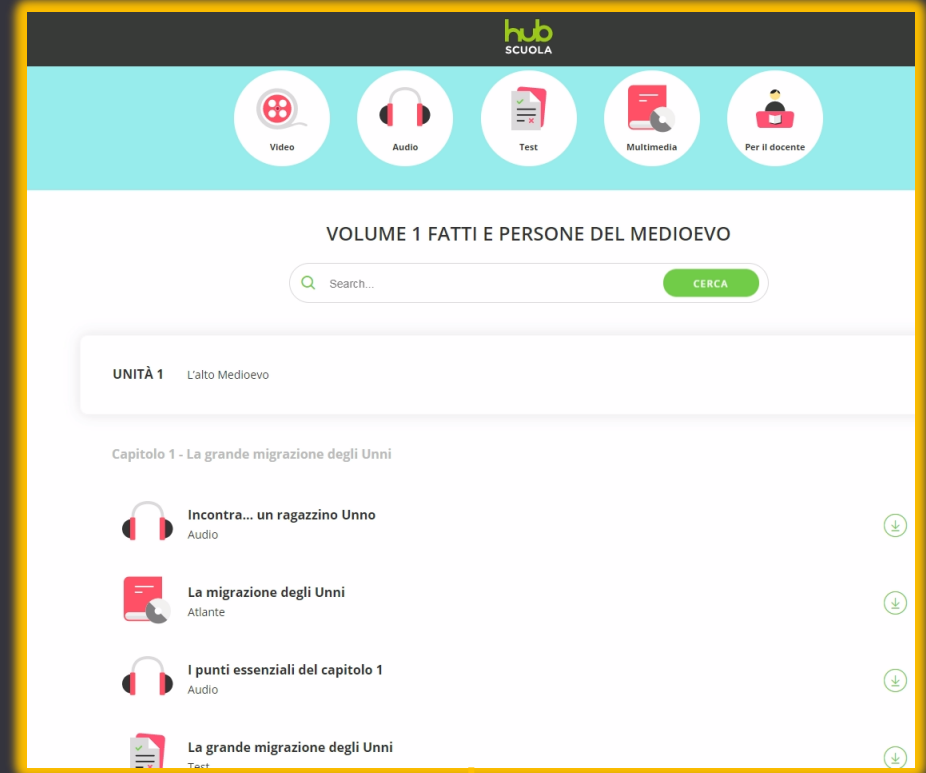 hub
SCUOLA
Video
Audio
Test
Multimedia
Per il docente
VOLUME 1 FATTI E PERSONE DEL MEDIOEVO
Search...
CERCA
UNITÀ 1 L'alto Medioevo
Capitolo 1 - La grande migrazione degli Unni
Incontra... un ragazzino Unno
Audio
La migrazione degli Unni
Atlante
I punti essenziali del capitolo 1
Audio
La grande migrazione degli Unni
Test